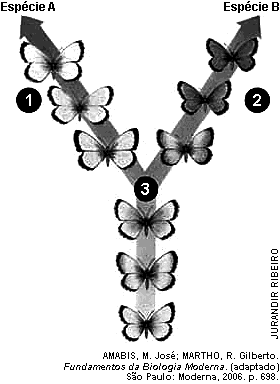 Espécie A
Espécie B
1
2
3
JURANDIR RIBEIRO
AMABIS, M. José; MARTHO, R. Gilberto.
Fundamentos da Biologia Moderna. (adaptado)
São Paulo: Moderna, 2006. p. 698.